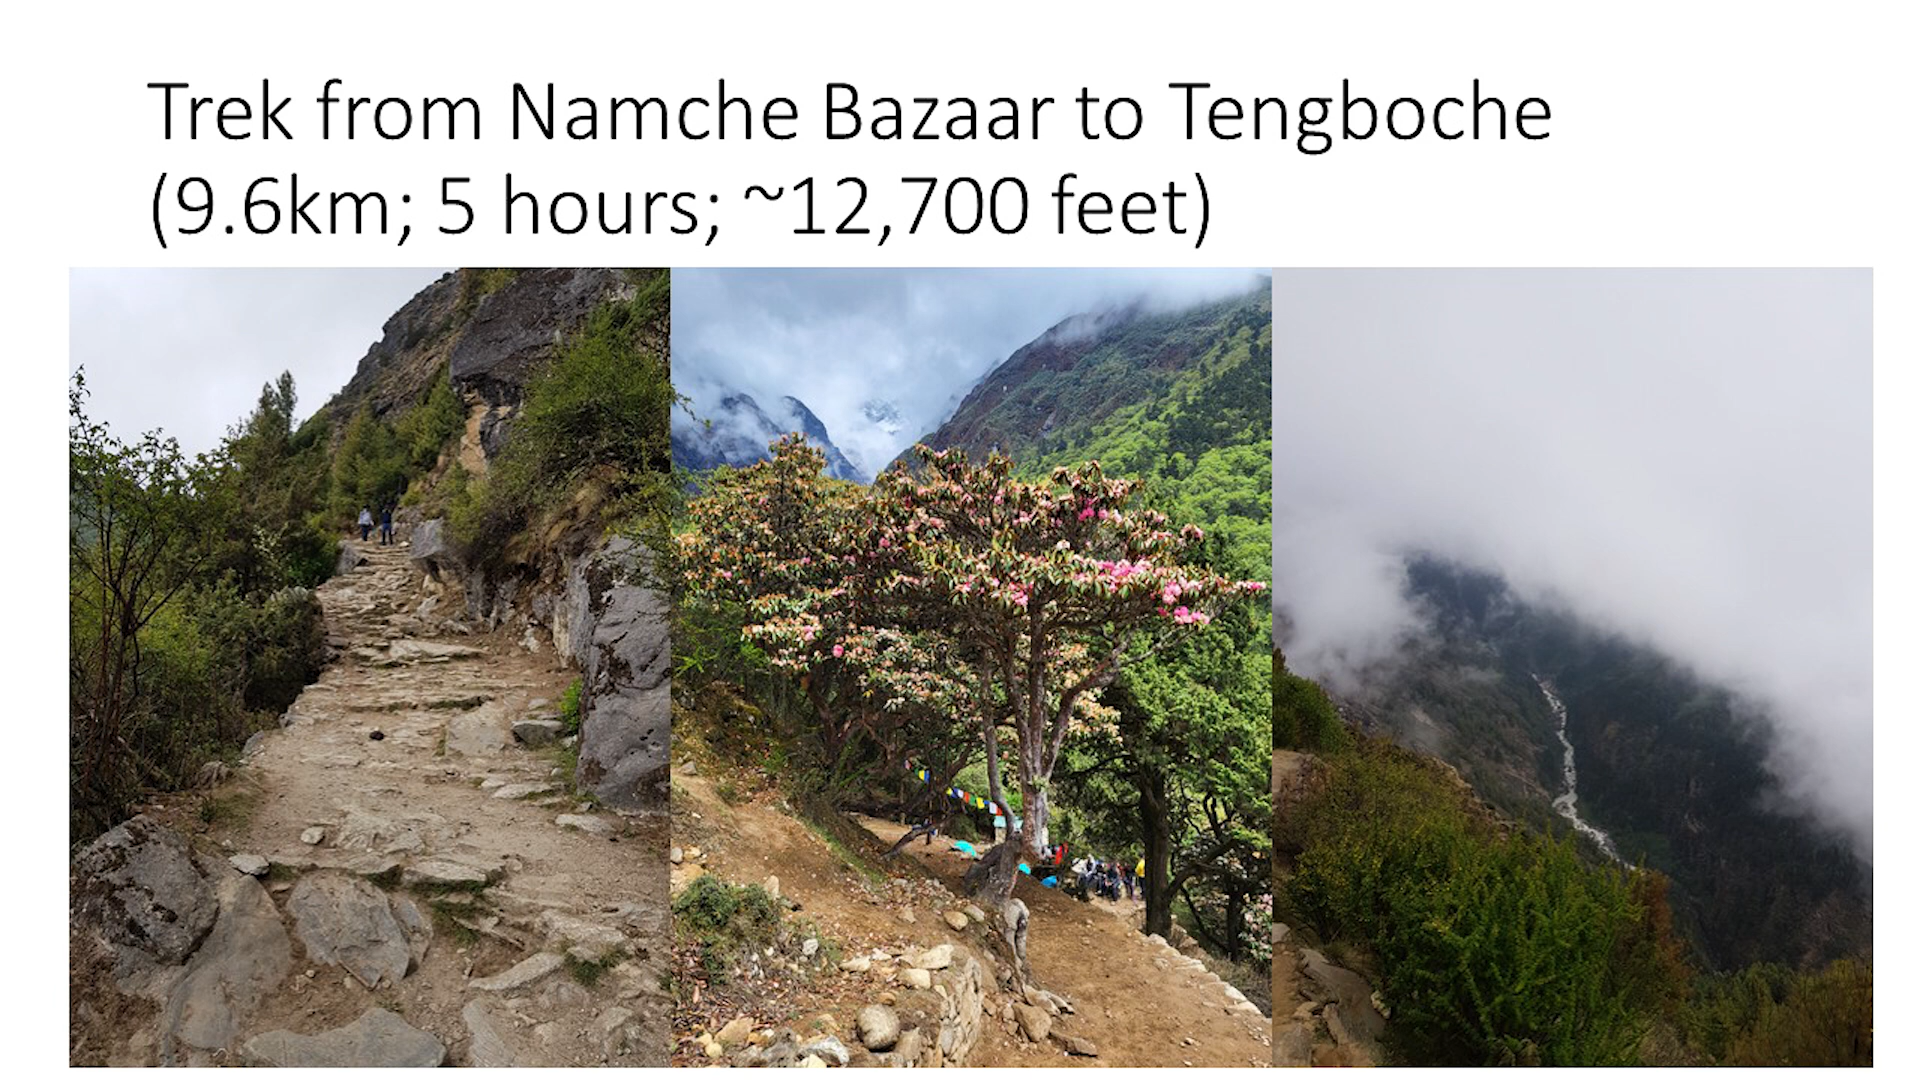 Trek from Namche Bazaar to Tengboche
(9.6km; 5 hours; ~12,700 feet)